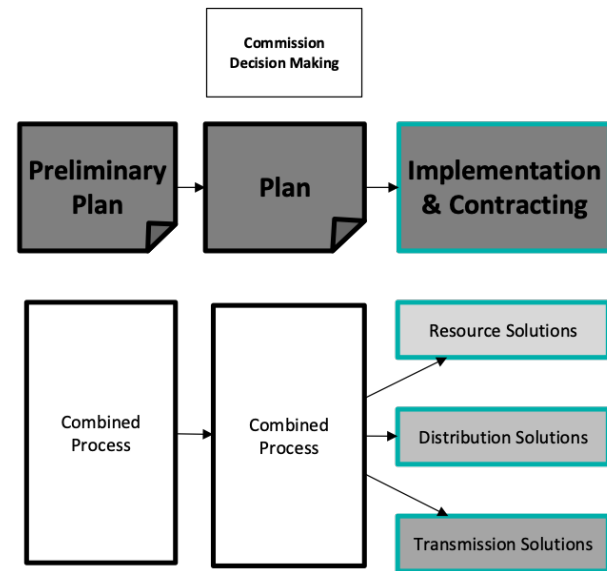 Commission
Decision Making
Preliminary
Plan
Plan
Implementation
& Contracting
Combined
Process
Combined
Process
Resource Solutions
Distribution Solutions
Transmission Solutions